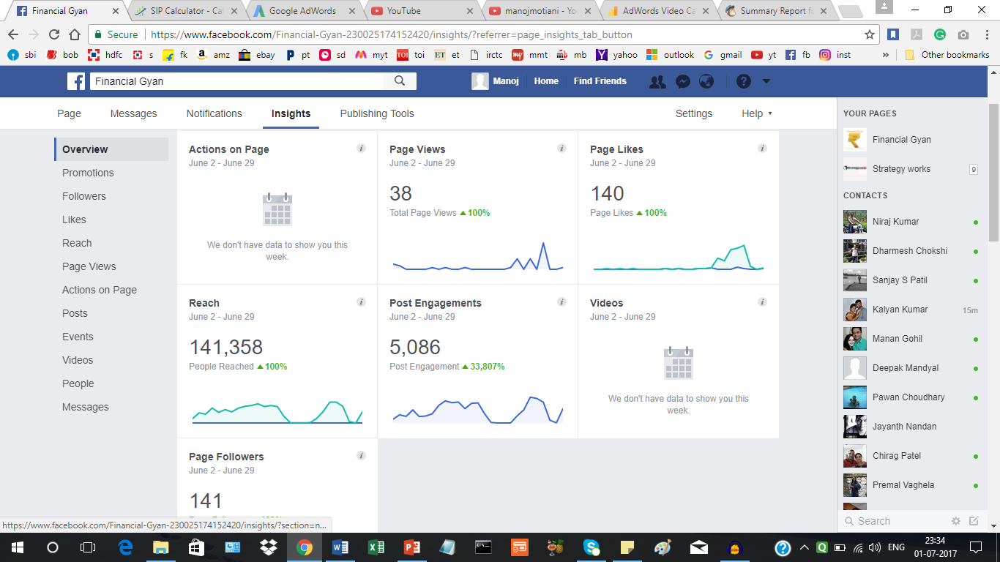 Financial Gyan
SIP Calculator - Cal
Google AdWords
YouTube
manojmotiani - You
AdWords Video Ca
Summary Report fo
Secure
https://www.facebook.com/Financial-Gyan-230025174152420/insights/?referrer=page_insights_tab_button
sbi bob hdfc s fk amz ebay pt sd myt toi et irctc mmt mb yahoo outlook gmail yt fb inst » Other bookmarks
Financial Gyan
Manoj Home Find Friends
Page Messages Notifications Insights Publishing Tools Settings Help
Overview
Promotions
Followers
Likes
Reach
Page Views
Actions on Page
Posts
Events
Videos
People
Messages
Actions on Page
June 2 - June 29
We don't have data to show you this
week.
Page Views
June 2 - June 29
38
Total Page Views 100%
Page Likes
June 2 - June 29
140
Page Likes 100%
Reach
June 2 - June 29
141,358
People Reached 100%
Post Engagements
June 2 - June 29
5,086
Post Engagement 33,807%
Videos
June 2 - June 29
We don't have data to show you this
week.
Page Followers
June 2 - June 29
141
YOUR PAGES
Financial Gyan
Strategy works 9
CONTACTS
Niraj Kumar
Dharmesh Chokshi
Sanjay S Patil
Kalyan Kumar 15m
Manan Gohil
Deepak Mandyal
Pawan Choudhary
Jayanth Nandan
Chirag Patel
Premal Vaghela
Search
https://www.facebook.com/Financial-Gyan-230025174152420/insights/?section=n...
ENG
23:34
01-07-2017